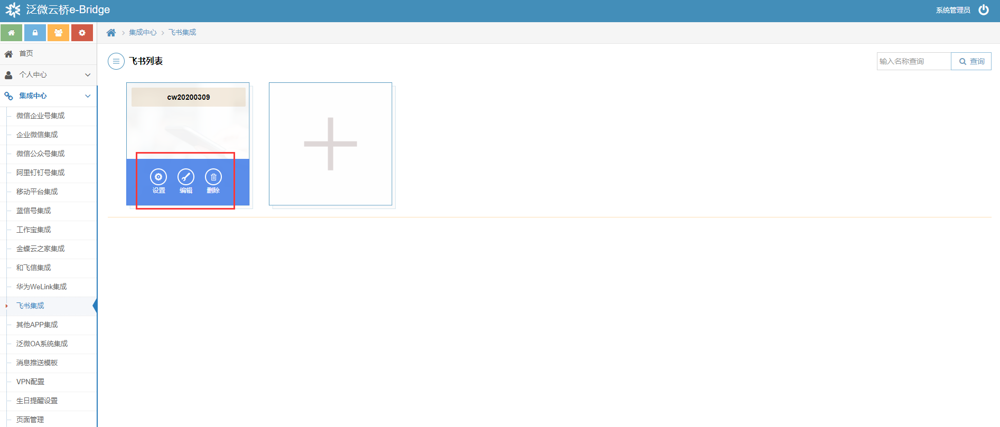 泛微云桥e-Bridge
系统管理员
集成中心
飞书集成
首页
个人中心
集成中心
微信企业号集成
企业微信集成
微信公众号集成
阿里钉钉号集成
移动平台集成
蓝信号集成
工作宝集成
金蝶云之家集成
和飞信集成
华为WeLink集成
飞书集成
其他APP集成
泛微OA系统集成
消息推送模板
VPN配置
生日提醒设置
页面管理
飞书列表
输入名称查询 查询
cw20200309
设置 编辑 删除